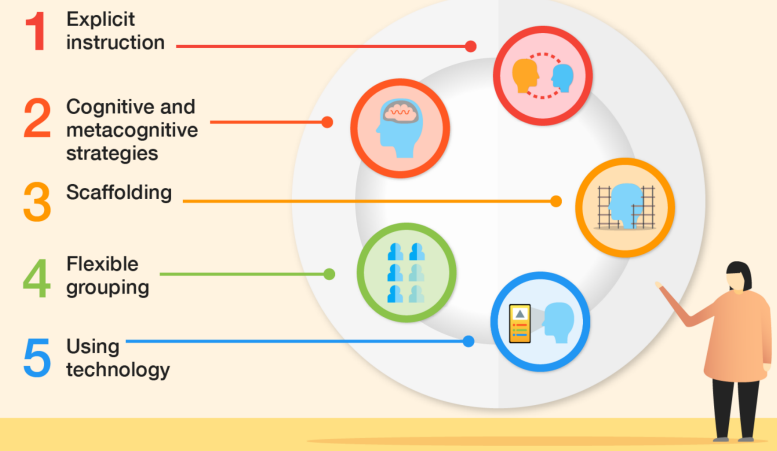 1 Explicit
instruction
2 Cognitive and
metacognitive
strategies
3 Scaffolding
4 Flexible
grouping
5 Using
technology